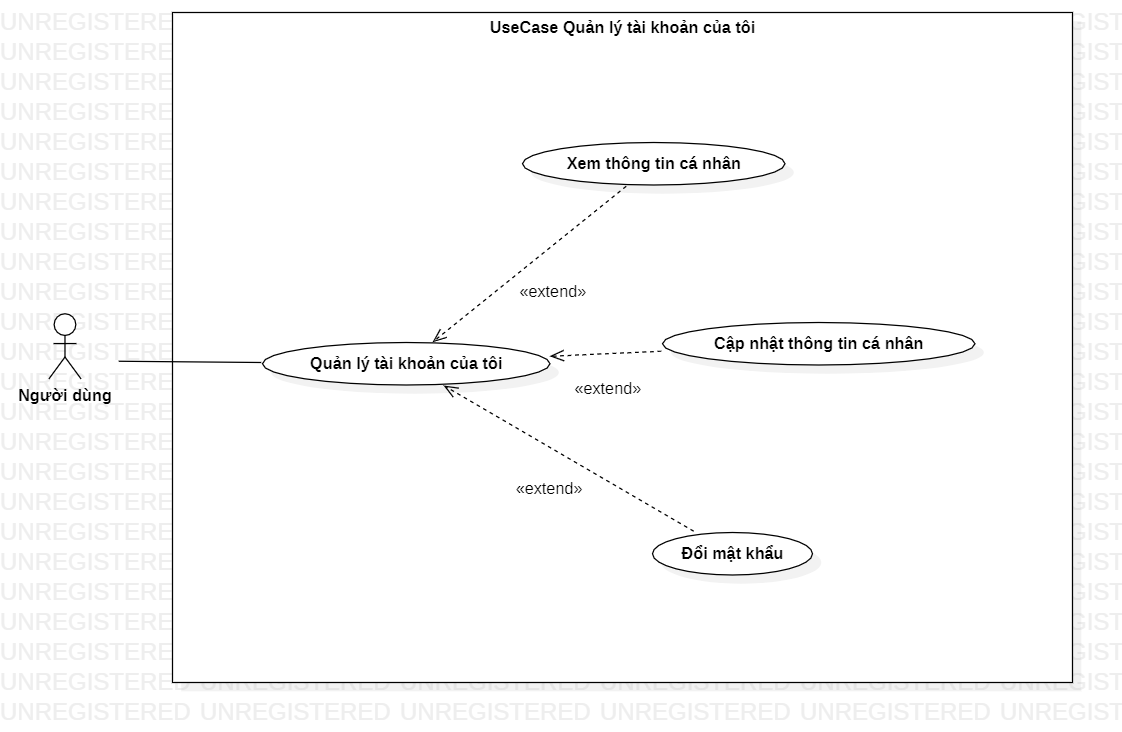 UseCase Quản lý tài khoản của tôi
Xem thông tin cá nhân
«extend»
Cập nhật thông tin cá nhân
Quản lý tài khoản của tôi
«extend»
Người dùng
«extend»
Đổi mật khẩu
UNREGISTERED UNREGISTERED UNREGISTERED UNREGISTERED UNREGISTERED UNREGIST